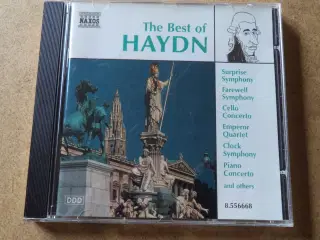 NAXOS
The Best of
HAYDN
Surprise
Symphony
Farewell
Symphony
Cello
Concerto
Emperor
Quartet
Clock
Symphony
Piano
Concerto
and others
DDD
8.556668